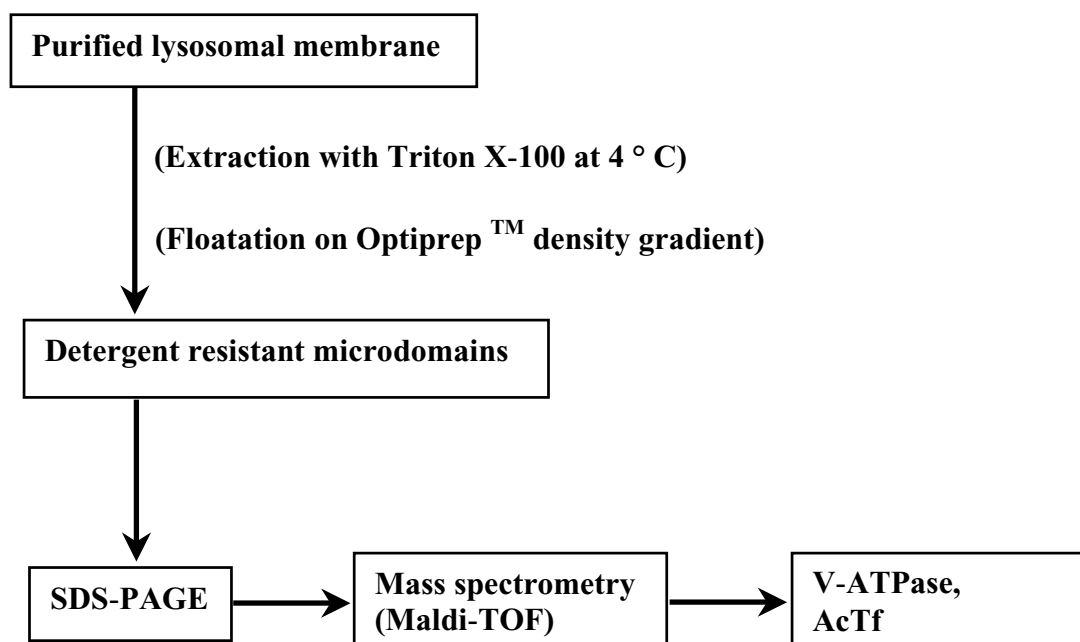 Purified lysosomal membrane
(Extraction with Triton X-100 at 4 ° C)
(Floatation on Optiprep TM density gradient)
Detergent resistant microdomains
SDS-PAGE
Mass spectrometry
(Maldi-TOF)
V-ATPase,
AcTf